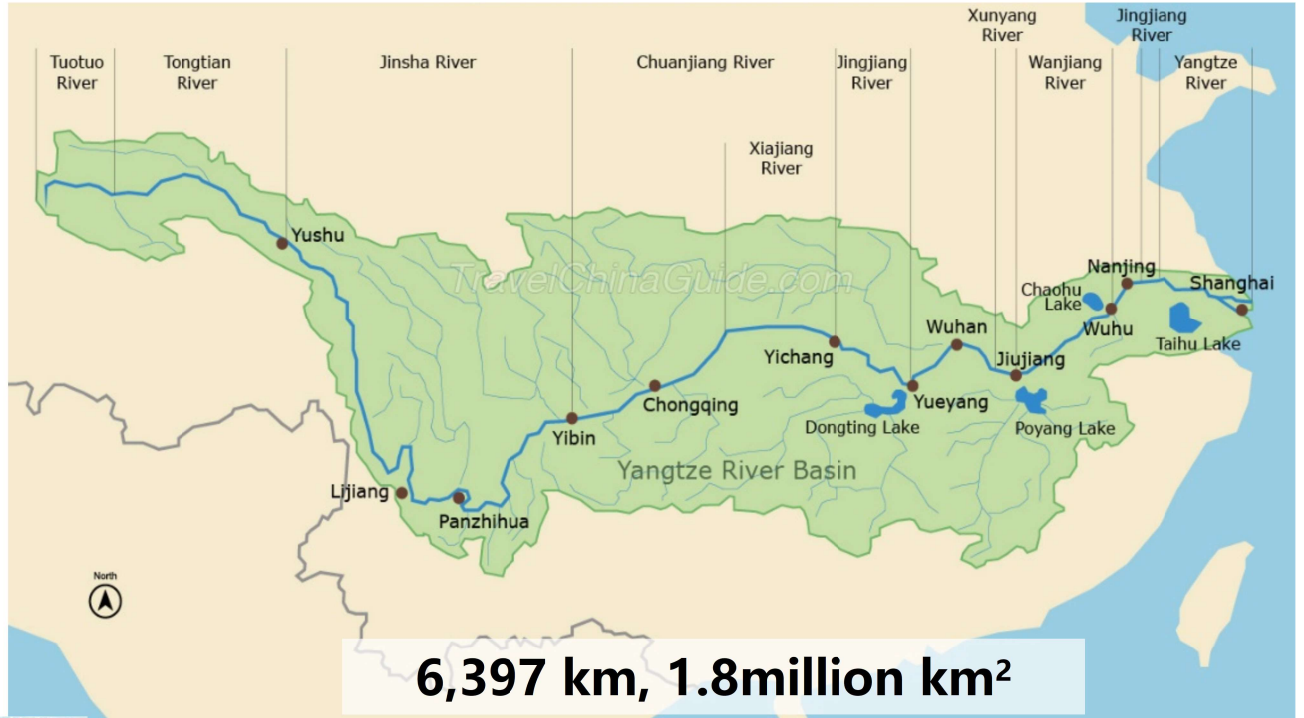 Xunyang
River
Jingjiang
River
Tuotuo
River
Tongtian
River
Jinsha River
Chuanjiang River
Jingjiang
River
Wanjiang
River
Yangtze
River
Xiajiang
River
Yushu
TravelChinaGuide.com
Nanjing
Shanghai
Chaohu
Lake
Wuhan
Wuhu
Taihu Lake
Yichang
Jiujiang
Chongqing
Yueyang
Dongting Lake
Poyang Lake
Yibin
Yangtze River Basin
Lijiang
Panzhihua
North
6,397 km, 1.8million km²